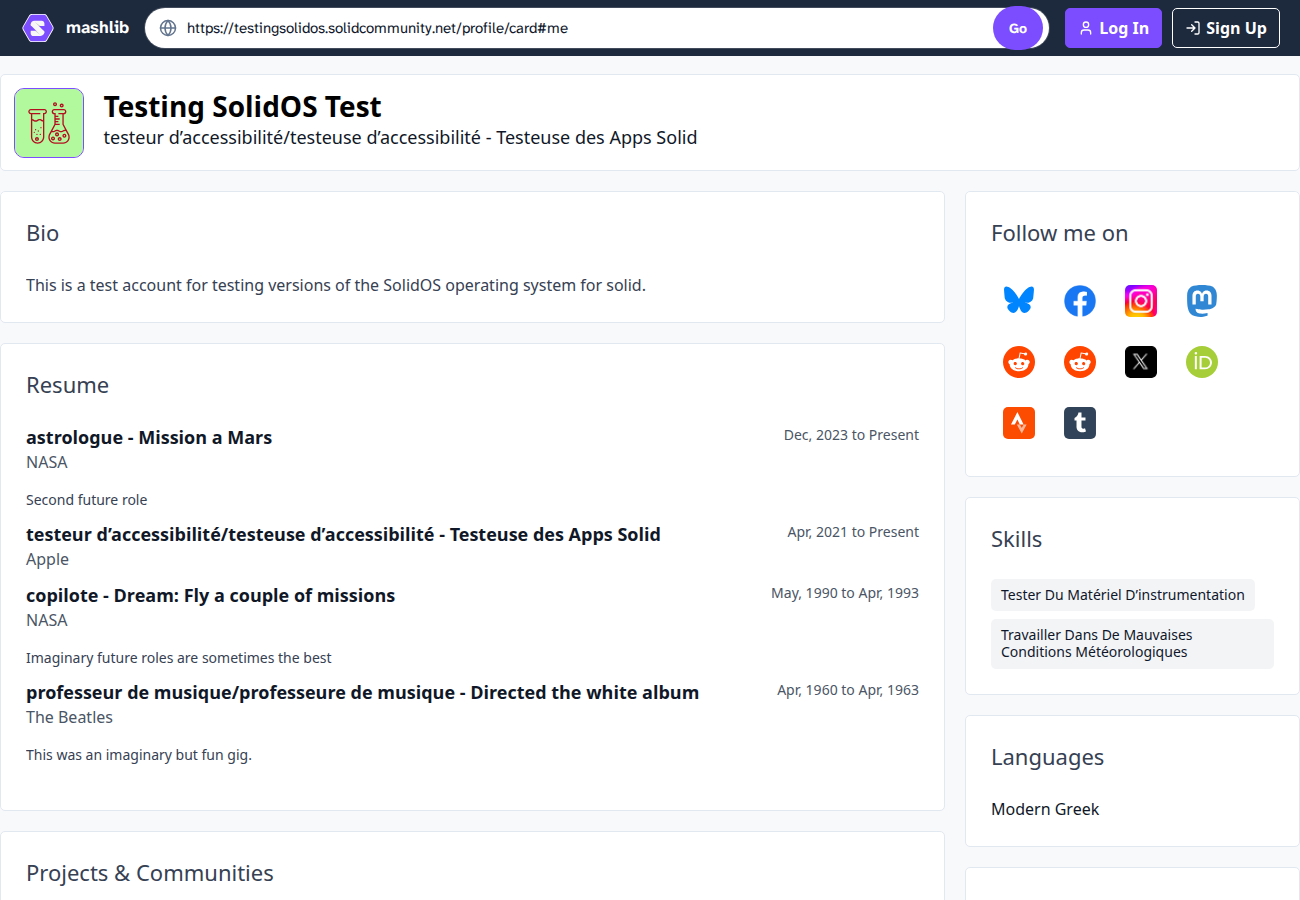 mashlib
https://testingsolidos.solidcommunity.net/profile/card#me
Go
Log In
Sign Up
Testing SolidOS Test
testeur d’accessibilité/testeuse d’accessibilité - Testeuse des Apps Solid
Bio
This is a test account for testing versions of the SolidOS operating system for solid.
Resume
astrologue - Mission a Mars
Dec, 2023 to Present
NASA
Second future role
testeur d’accessibilité/testeuse d’accessibilité - Testeuse des Apps Solid
Apr, 2021 to Present
Apple
copilote - Dream: Fly a couple of missions
May, 1990 to Apr, 1993
NASA
Imaginary future roles are sometimes the best
professeur de musique/professeure de musique - Directed the white album
Apr, 1960 to Apr, 1963
The Beatles
This was an imaginary but fun gig.
Projects & Communities
Follow me on
Skills
Tester Du Matériel D’instrumentation
Travailler Dans De Mauvaises
Conditions Météorologiques
Languages
Modern Greek